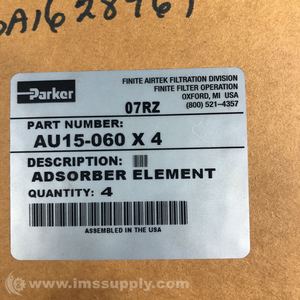 0A1628961
Parker
FINITE AIRTEK FILTRATION DIVISION
FINITE FILTER OPERATION
OXFORD, MI USA
(800) 521-4357
07RZ
PART NUMBER:
AU15-060 X 4
DESCRIPTION:
ADSORBER ELEMENT
QUANTITY: 4
ASSEMBLED IN THE USA
© www.imssupply.com